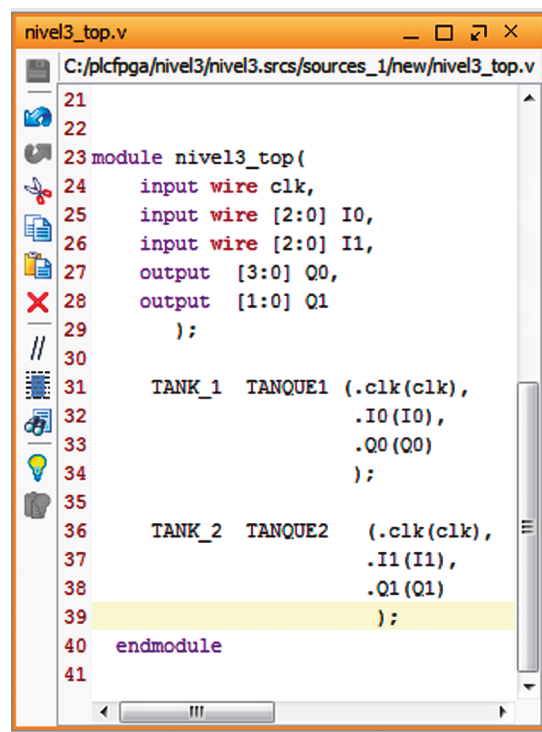 nivel3_top.v
C:/plcfpga/nivel3/nivel3.srcs/sources_1/new/nivel3_top.v
21
22
23 module nivel3_top(
24 input wire clk,
25 input wire [2:0] I0,
26 input wire [2:0] I1,
27 output [3:0] Q0,
28 output [1:0] Q1
29 );
30
31 TANK_1 TANQUE1 (.clk(clk),
32 .I0(I0),
33 .Q0(Q0)
34 );
35
36 TANK_2 TANQUE2 (.clk(clk),
37 .I1(I1),
38 .Q1(Q1)
39 );
40 endmodule
41